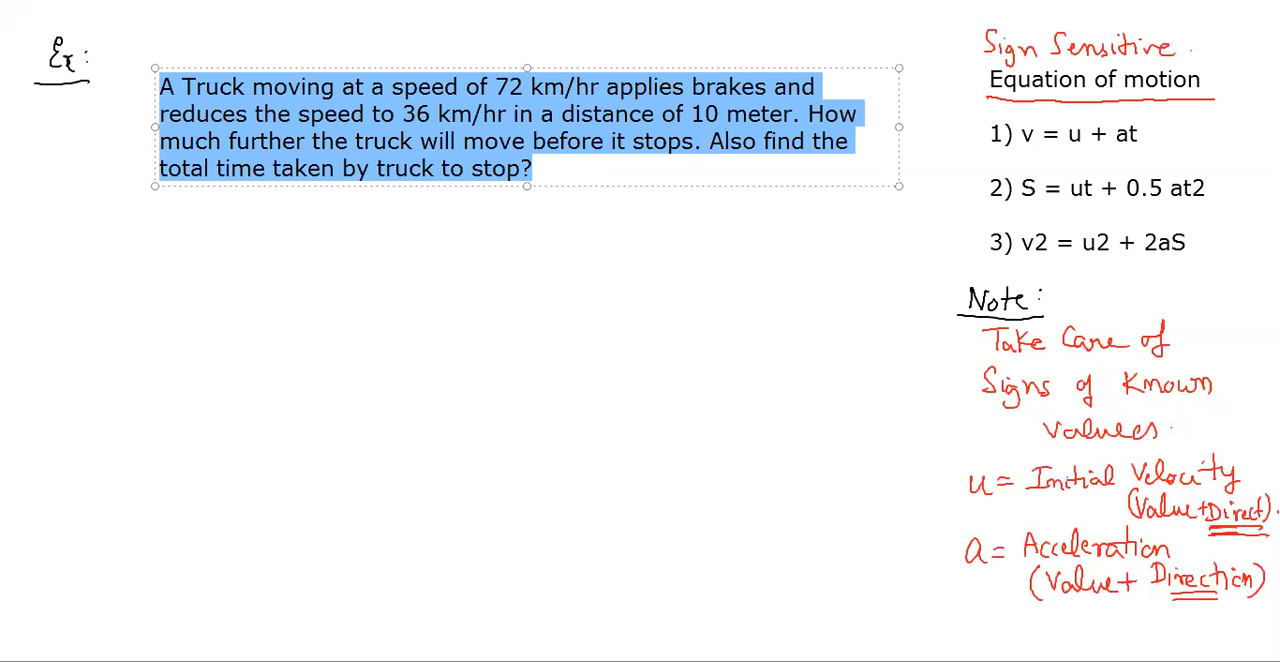 Ex:
A Truck moving at a speed of 72 km/hr applies brakes and
reduces the speed to 36 km/hr in a distance of 10 meter. How
much further the truck will move before it stops. Also find the
total time taken by truck to stop?
Sign Sensitive
Equation of motion
1) v = u + at
2) S = ut + 0.5 at2
3) v2 = u2 + 2aS
Note:
Take Care of
Signs of Known
Valuees.
u = Initial Velocity
(Value+Direct).
a = Acceleration
(Value+ Direction)